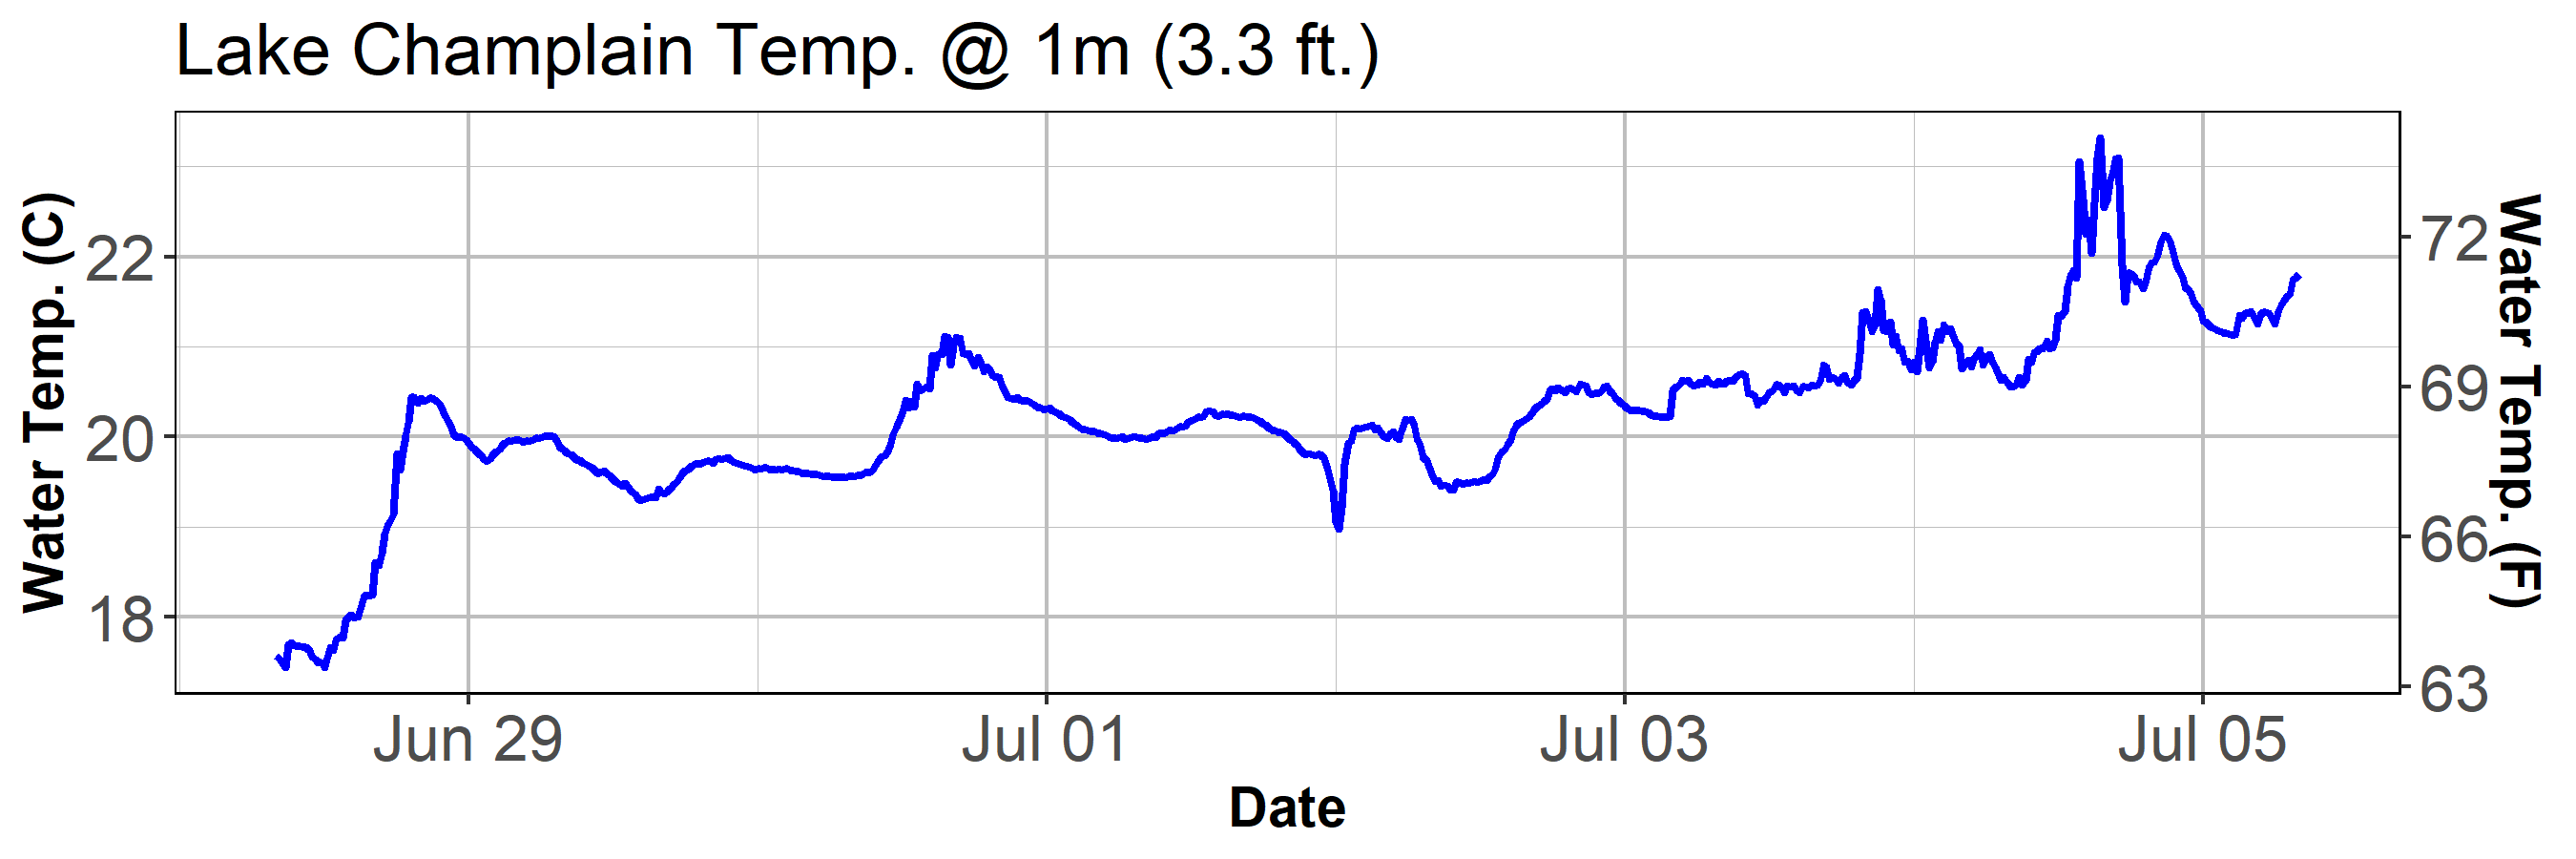 Lake Champlain Temp. @ 1m (3.3 ft.)
Water Temp. (C)
22
20
18
72
69
66
63
Water Temp. (F)
Jun 29
Jul 01
Jul 03
Jul 05
Date